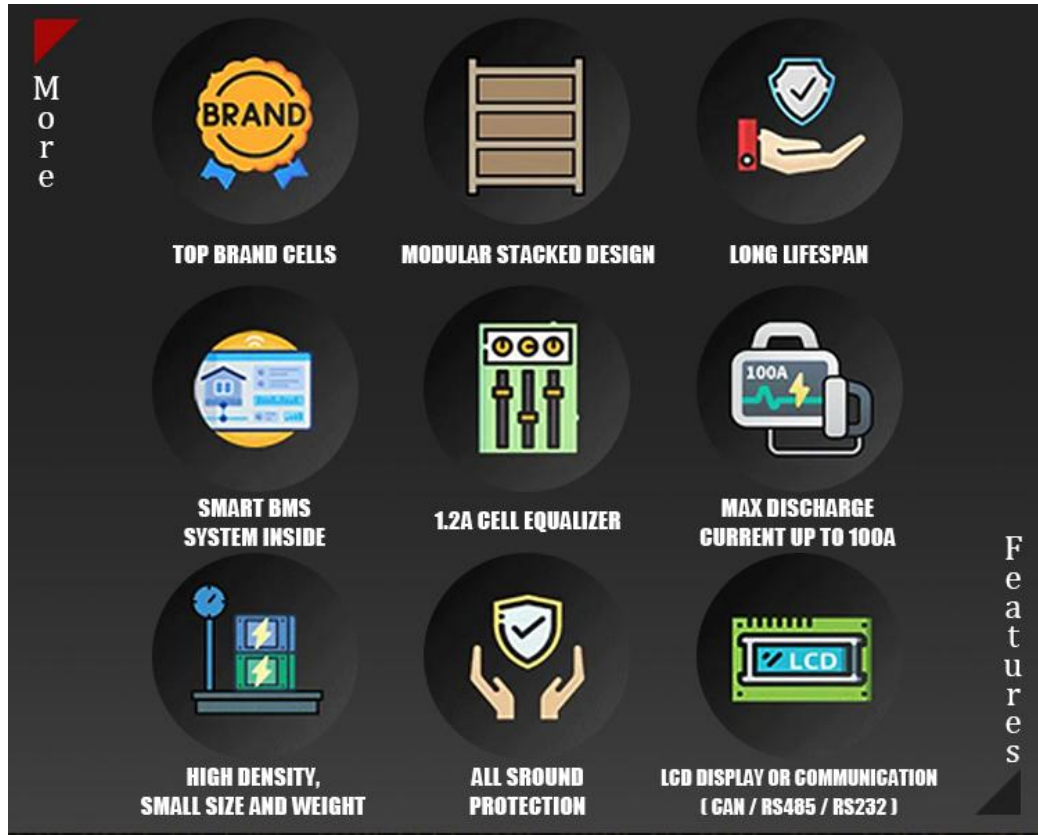 More
BRAND
TOP BRAND CELLS
MODULAR STACKED DESIGN
LONG LIFESPAN
SMART BMS
SYSTEM INSIDE
1.2A CELL EQUALIZER
100A
MAX DISCHARGE
CURRENT UP TO 100A
HIGH DENSITY,
SMALL SIZE AND WEIGHT
ALL SROUND
PROTECTION
LCD
LCD DISPLAY OR COMMUNICATION
( CAN / RS485 / RS232 )
Features